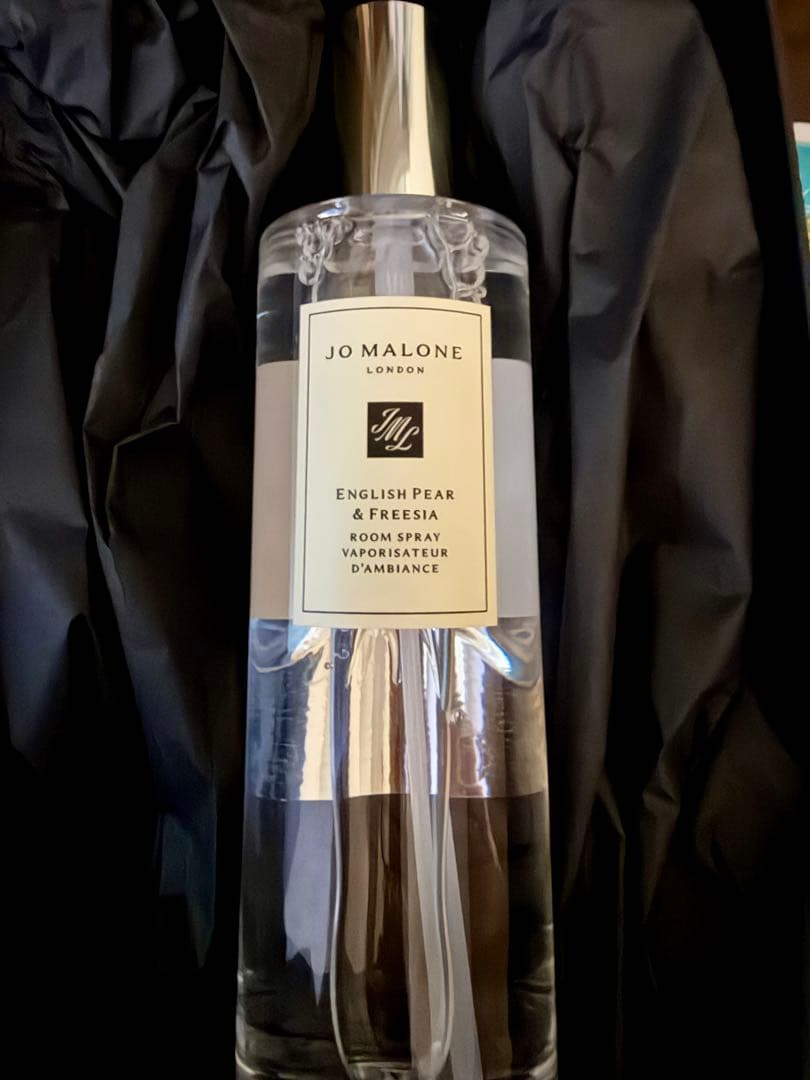 JO MALONE
LONDON
JML
ENGLISH PEAR
& FREESIA
ROOM SPRAY
VAPORISATEUR
D'AMBIANCE